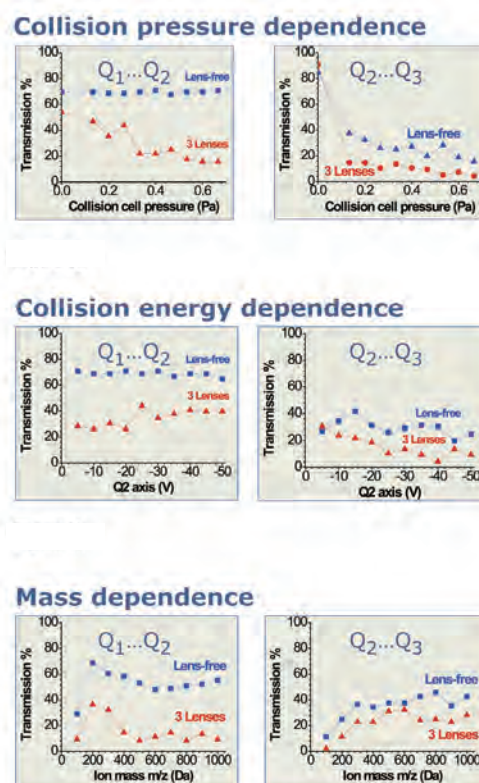 Collision pressure dependence
100
80
60
40
20
0
Transmission %
Q1...Q2
Lens-free
3 Lenses
0.0 0.2 0.4 0.6
Collision cell pressure (Pa)
100
80
60
40
20
0
Transmission %
Q2...Q3
Lens-free
3 Lenses
0.0 0.2 0.4 0.6
Collision cell pressure (Pa)
Collision energy dependence
100
80
60
40
20
0
Transmission %
Q1...Q2
Lens-free
3 Lenses
0 -10 -20 -30 -40 -50
Q2 axis (V)
100
80
60
40
20
0
Transmission %
Q2...Q3
Lens-free
3 Lenses
0 -10 -20 -30 -40 -50
Q2 axis (V)
Mass dependence
100
80
60
40
20
0
Transmission %
Q1...Q2
Lens-free
3 Lenses
0 200 400 600 800 1000
Ion mass m/z (Da)
100
80
60
40
20
0
Transmission %
Q2...Q3
Lens-free
3 Lenses
0 200 400 600 800 1000
Ion mass m/z (Da)